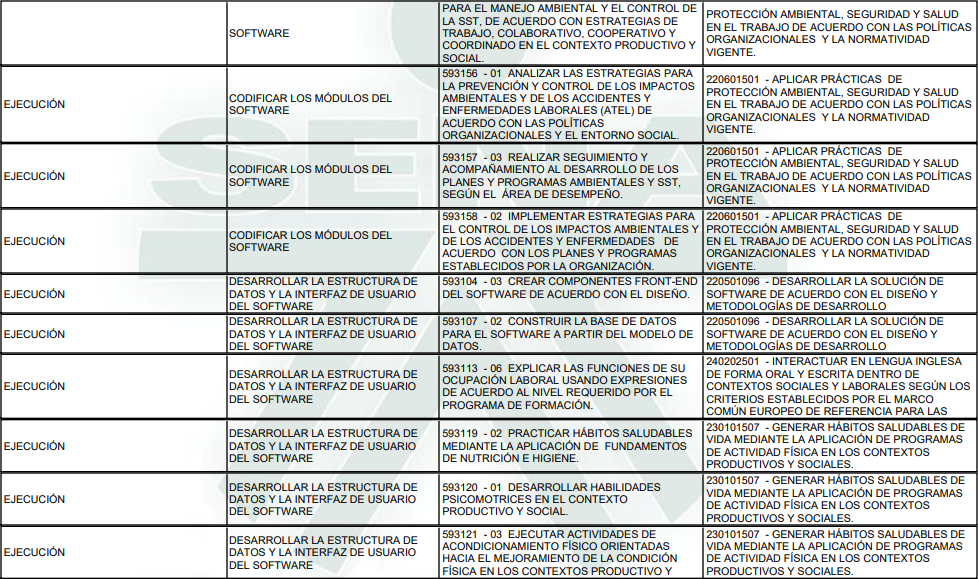 SOFTWARE
PARA EL MANEJO AMBIENTAL Y EL CONTROL DE
LA SST, DE ACUERDO CON ESTRATEGIAS DE
TRABAJO, COLABORATIVO, COOPERATIVO Y
COORDINADO EN EL CONTEXTO PRODUCTIVO Y
SOCIAL.
PROTECCIÓN AMBIENTAL, SEGURIDAD Y SALUD
EN EL TRABAJO DE ACUERDO CON LAS POLÍTICAS
ORGANIZACIONALES Y LA NORMATIVIDAD
VIGENTE.
EJECUCIÓN
CODIFICAR LOS MÓDULOS DEL
SOFTWARE
593156 - 01 ANALIZAR LAS ESTRATEGIAS PARA
LA PREVENCIÓN Y CONTROL DE LOS IMPACTOS
AMBIENTALES Y DE LOS ACCIDENTES Y
ENFERMEDADES LABORALES (ATEL) DE
ACUERDO CON LAS POLÍTICAS
ORGANIZACIONALES Y EL ENTORNO SOCIAL.
220601501 - APLICAR PRÁCTICAS DE
PROTECCIÓN AMBIENTAL, SEGURIDAD Y SALUD
EN EL TRABAJO DE ACUERDO CON LAS POLÍTICAS
ORGANIZACIONALES Y LA NORMATIVIDAD
VIGENTE.
EJECUCIÓN
CODIFICAR LOS MÓDULOS DEL
SOFTWARE
593157 - 03 REALIZAR SEGUIMIENTO Y
ACOMPAÑAMIENTO AL DESARROLLO DE LOS
PLANES Y PROGRAMAS AMBIENTALES Y SST,
SEGÚN EL ÁREA DE DESEMPEÑO.
220601501 - APLICAR PRÁCTICAS DE
PROTECCIÓN AMBIENTAL, SEGURIDAD Y SALUD
EN EL TRABAJO DE ACUERDO CON LAS POLÍTICAS
ORGANIZACIONALES Y LA NORMATIVIDAD
VIGENTE.
EJECUCIÓN
CODIFICAR LOS MÓDULOS DEL
SOFTWARE
593158 - 02 IMPLEMENTAR ESTRATEGIAS PARA
EL CONTROL DE LOS IMPACTOS AMBIENTALES Y
DE LOS ACCIDENTES Y ENFERMEDADES DE
ACUERDO CON LOS PLANES Y PROGRAMAS
ESTABLECIDOS POR LA ORGANIZACIÓN.
220601501 - APLICAR PRÁCTICAS DE
PROTECCIÓN AMBIENTAL, SEGURIDAD Y SALUD
EN EL TRABAJO DE ACUERDO CON LAS POLÍTICAS
ORGANIZACIONALES Y LA NORMATIVIDAD
VIGENTE.
EJECUCIÓN
DESARROLLAR LA ESTRUCTURA DE
DATOS Y LA INTERFAZ DE USUARIO
DEL SOFTWARE
593104 - 03 CREAR COMPONENTES FRONT-END
DEL SOFTWARE DE ACUERDO CON EL DISEÑO.
220501096 - DESARROLLAR LA SOLUCIÓN DE
SOFTWARE DE ACUERDO CON EL DISEÑO Y
METODOLOGÍAS DE DESARROLLO
EJECUCIÓN
DESARROLLAR LA ESTRUCTURA DE
DATOS Y LA INTERFAZ DE USUARIO
DEL SOFTWARE
593107 - 02 CONSTRUIR LA BASE DE DATOS
PARA EL SOFTWARE A PARTIR DEL MODELO DE
DATOS.
220501096 - DESARROLLAR LA SOLUCIÓN DE
SOFTWARE DE ACUERDO CON EL DISEÑO Y
METODOLOGÍAS DE DESARROLLO
EJECUCIÓN
DESARROLLAR LA ESTRUCTURA DE
DATOS Y LA INTERFAZ DE USUARIO
DEL SOFTWARE
593113 - 06 EXPLICAR LAS FUNCIONES DE SU
OCUPACIÓN LABORAL USANDO EXPRESIONES
DE ACUERDO AL NIVEL REQUERIDO POR EL
PROGRAMA DE FORMACIÓN.
240202501 - INTERACTUAR EN LENGUA INGLESA
DE FORMA ORAL Y ESCRITA DENTRO DE
CONTEXTOS SOCIALES Y LABORALES SEGÚN LOS
CRITERIOS ESTABLECIDOS POR EL MARCO
COMÚN EUROPEO DE REFERENCIA PARA LAS
EJECUCIÓN
DESARROLLAR LA ESTRUCTURA DE
DATOS Y LA INTERFAZ DE USUARIO
DEL SOFTWARE
593119 - 02 PRACTICAR HÁBITOS SALUDABLES
MEDIANTE LA APLICACIÓN DE FUNDAMENTOS
DE NUTRICIÓN E HIGIENE.
230101507 - GENERAR HÁBITOS SALUDABLES DE
VIDA MEDIANTE LA APLICACIÓN DE PROGRAMAS
DE ACTIVIDAD FÍSICA EN LOS CONTEXTOS
PRODUCTIVOS Y SOCIALES.
EJECUCIÓN
DESARROLLAR LA ESTRUCTURA DE
DATOS Y LA INTERFAZ DE USUARIO
DEL SOFTWARE
593120 - 01 DESARROLLAR HABILIDADES
PSICOMOTRICES EN EL CONTEXTO
PRODUCTIVO Y SOCIAL.
230101507 - GENERAR HÁBITOS SALUDABLES DE
VIDA MEDIANTE LA APLICACIÓN DE PROGRAMAS
DE ACTIVIDAD FÍSICA EN LOS CONTEXTOS
PRODUCTIVOS Y SOCIALES.
EJECUCIÓN
DESARROLLAR LA ESTRUCTURA DE
DATOS Y LA INTERFAZ DE USUARIO
DEL SOFTWARE
593121 - 03 EJECUTAR ACTIVIDADES DE
ACONDICIONAMIENTO FÍSICO ORIENTADAS
HACIA EL MEJORAMIENTO DE LA CONDICIÓN
FÍSICA EN LOS CONTEXTOS PRODUCTIVO Y
230101507 - GENERAR HÁBITOS SALUDABLES DE
VIDA MEDIANTE LA APLICACIÓN DE PROGRAMAS
DE ACTIVIDAD FÍSICA EN LOS CONTEXTOS
PRODUCTIVOS Y SOCIALES.
SENA